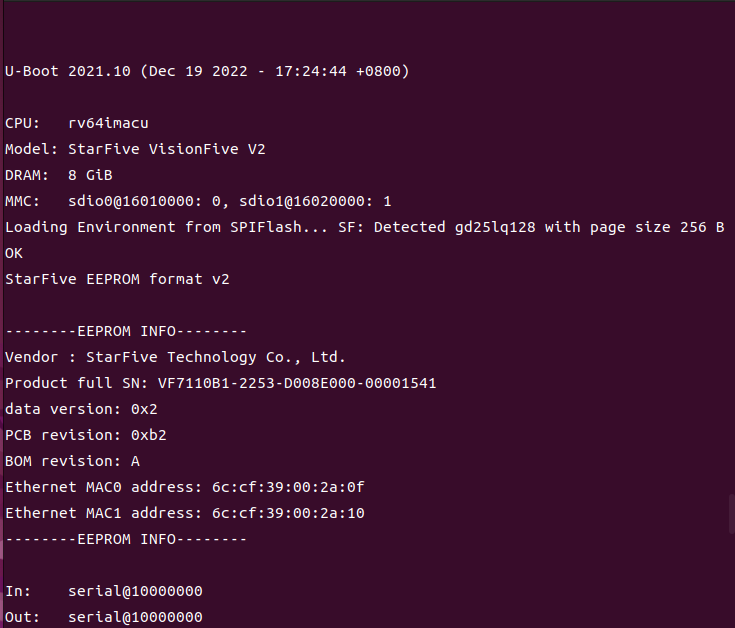 U-Boot 2021.10 (Dec 19 2022 - 17:24:44 +0800)
CPU:   rv64imacu
Model: StarFive VisionFive V2
DRAM:  8 GiB
MMC:   sdio0@16010000: 0, sdio1@16020000: 1
Loading Environment from SPIFlash... SF: Detected gd25lq128 with page size 256 B
OK
StarFive EEPROM format v2
--------EEPROM INFO--------
Vendor : StarFive Technology Co., Ltd.
Product full SN: VF7110B1-2253-D008E000-00001541
data version: 0x2
PCB revision: 0xb2
BOM revision: A
Ethernet MAC0 address: 6c:cf:39:00:2a:0f
Ethernet MAC1 address: 6c:cf:39:00:2a:10
--------EEPROM INFO--------
In:    serial@10000000
Out:   serial@10000000